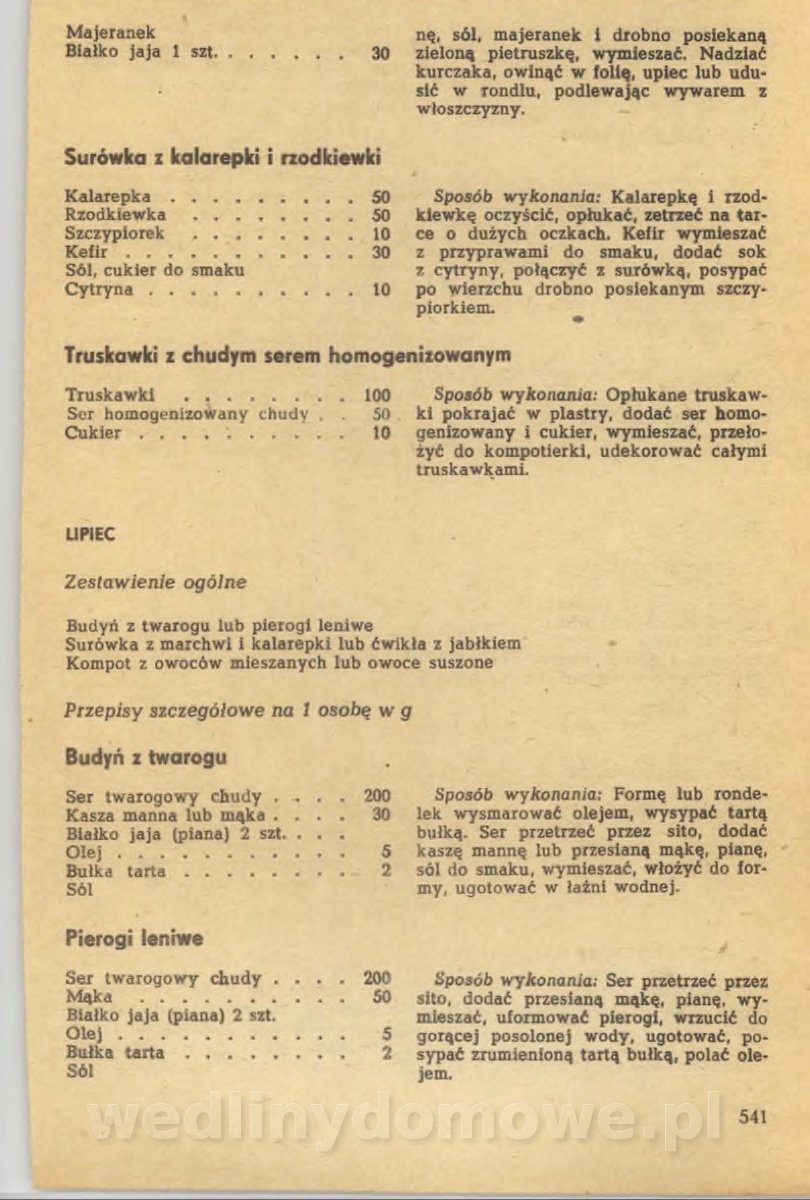 Majeranek
Białko jaja 1 szt. . . . . . . 30
nę, sól, majeranek i drobno posiekaną
zieloną pietruszkę, wymieszać. Nadziać
kurczaka, owinąć w folię, upiec lub udu-
sić w rondlu, podlewając wywarem z
włoszczyzny.
Surówka z kalarepki i rzodkiewki
Kalarepka . . . . . . . . . 50
Rzodkiewka . . . . . . . . 50
Szczypiorek . . . . . . . . 10
Kefir . . . . . . . . . . . 30
Sól, cukier do smaku
Cytryna . . . . . . . . . . 10
Sposób wykonania: Kalarepkę i rzod-
kiewkę oczyścić, opłukać, zetrzeć na tar-
ce o dużych oczkach. Kefir wymieszać
z przyprawami do smaku, dodać sok
z cytryny, połączyć z surówką, posypać
po wierzchu drobno posiekanym szczy-
piorkiem.
Truskawki z chudym serem homogenizowanym
Truskawki . . . . . . . . 100
Ser homogenizowany chudy . . 50
Cukier . . . . . . . . . . 10
Sposób wykonania: Opłukane truskaw-
ki pokrajać w plastry, dodać ser homo-
genizowany i cukier, wymieszać, przeło-
żyć do kompotierki, udekorować całymi
truskawkami.
LIPIEC
Zestawienie ogólne
Budyń z twarogu lub pierogi leniwe
Surówka z marchwi i kalarepki lub ćwikła z jabłkiem
Kompot z owoców mieszanych lub owoce suszone
Przepisy szczegółowe na 1 osobę w g
Budyń z twarogu
Ser twarogowy chudy . . . . 200
Kasza manna lub mąka . . . . 30
Białko jaja (piana) 2 szt. . . .
Olej . . . . . . . . . . . 5
Bułka tarta . . . . . . . . 2
Sól
Sposób wykonania: Formę lub ronde-
lek wysmarować olejem, wysypać tartą
bułką. Ser przetrzeć przez sito, dodać
kaszę mannę lub przesianą mąkę, pianę,
sól do smaku, wymieszać, włożyć do for-
my, ugotować w łaźni wodnej.
Pierogi leniwe
Ser twarogowy chudy . . . . 200
Mąka . . . . . . . . . . 50
Białko jaja (piana) 2 szt.
Olej . . . . . . . . . . . 5
Bułka tarta . . . . . . . . 2
Sól
Sposób wykonania: Ser przetrzeć przez
sito, dodać przesianą mąkę, pianę, wy-
mieszać, uformować pierogi, wrzucić do
gorącej posolonej wody, ugotować, po-
sypać zrumienioną tartą bułką, polać ole-
jem.
541
wedlinydomowe.pl